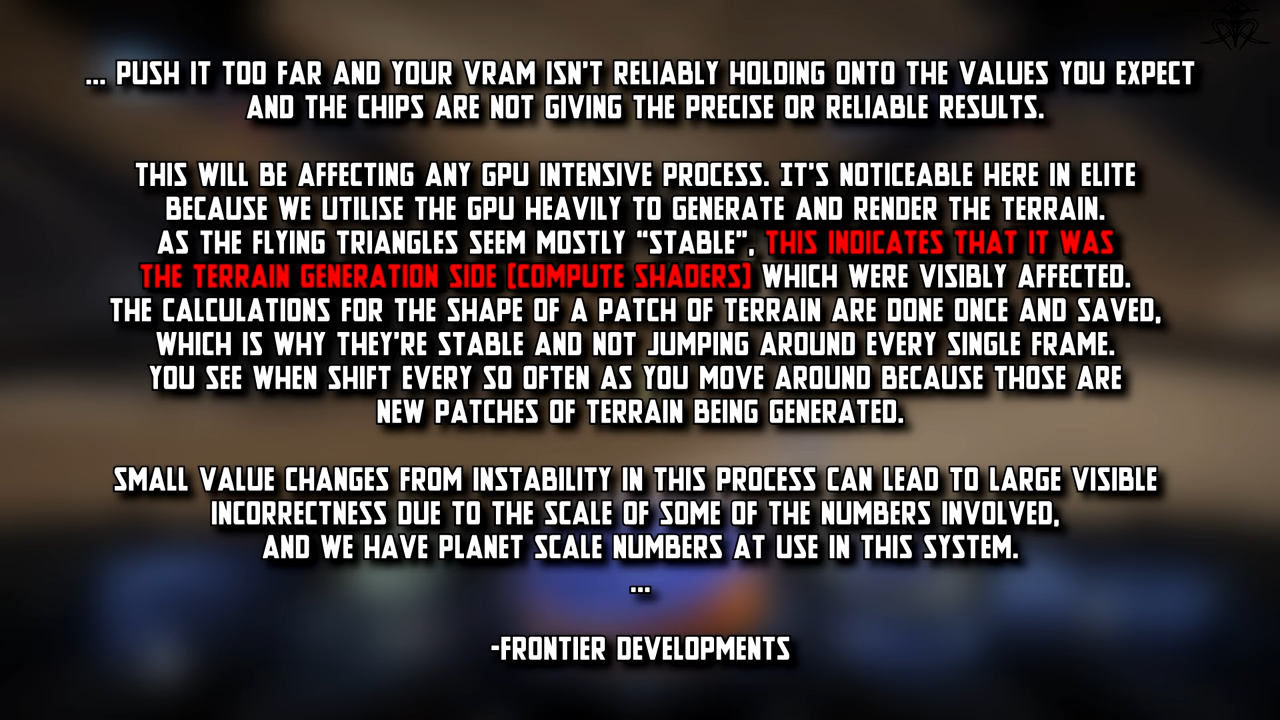 ... PUSH IT TOO FAR AND YOUR VRAM ISN'T RELIABLY HOLDING ONTO THE VALUES YOU EXPECT
AND THE CHIPS ARE NOT GIVING THE PRECISE OR RELIABLE RESULTS.
THIS WILL BE AFFECTING ANY GPU INTENSIVE PROCESS. IT'S NOTICEABLE HERE IN ELITE
BECAUSE WE UTILISE THE GPU HEAVILY TO GENERATE AND RENDER THE TERRAIN.
AS THE FLYING TRIANGLES SEEM MOSTLY "STABLE", THIS INDICATES THAT IT WAS
THE TERRAIN GENERATION SIDE (COMPUTE SHADERS) WHICH WERE VISIBLY AFFECTED.
THE CALCULATIONS FOR THE SHAPE OF A PATCH OF TERRAIN ARE DONE ONCE AND SAVED,
WHICH IS WHY THEY'RE STABLE AND NOT JUMPING AROUND EVERY SINGLE FRAME.
YOU SEE WHEN SHIFT EVERY SO OFTEN AS YOU MOVE AROUND BECAUSE THOSE ARE
NEW PATCHES OF TERRAIN BEING GENERATED.
SMALL VALUE CHANGES FROM INSTABILITY IN THIS PROCESS CAN LEAD TO LARGE VISIBLE
INCORRECTNESS DUE TO THE SCALE OF SOME OF THE NUMBERS INVOLVED,
AND WE HAVE PLANET SCALE NUMBERS AT USE IN THIS SYSTEM.
...
-FRONTIER DEVELOPMENTS